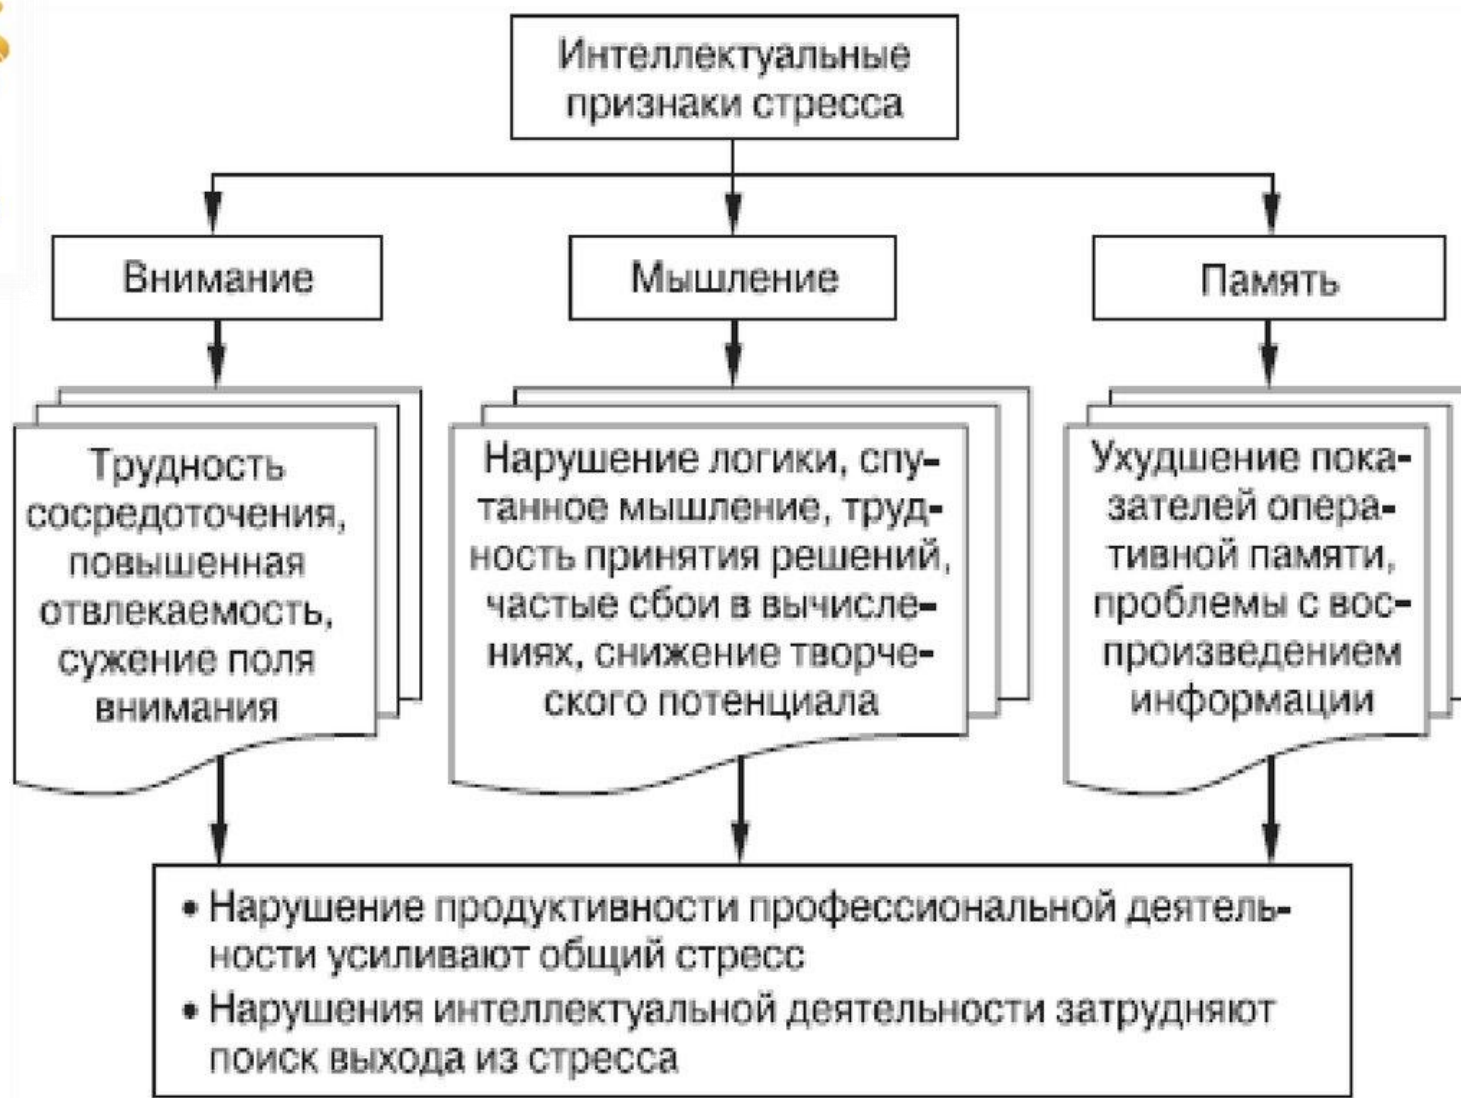 Интеллектуальные
признаки стресса
Внимание
Мышление
Память
Трудность
сосредоточения,
повышенная
отвлекаемость,
сужение поля
внимания
Нарушение логики, спу-
танное мышление, труд-
ность принятия решений,
частые сбои в вычисле-
ниях, снижение творче-
ского потенциала
Ухудшение пока-
зателей опера-
тивной памяти,
проблемы с вос-
произведением
информации
• Нарушение продуктивности профессиональной деятель-
ности усиливают общий стресс
• Нарушения интеллектуальной деятельности затрудняют
поиск выхода из стресса